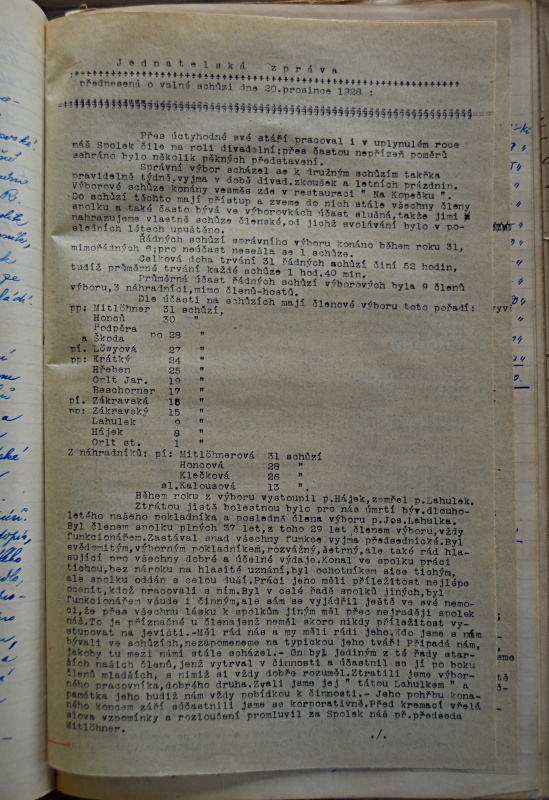 Jednatelská zpráva
přednesená o valné schůzi dne 20.prosince 1928 :
Přes úctyhodné své stáří pracoval i v uplynulém roce
náš Spolek čile na roli divadelní;přes častou nepřízeň poměrů
sehráno bylo několik pěkných představení.
Správní výbor scházel se k družným schůzím takřka
pravidelně týdně,vyjma v době divad.zkoušek a letních prázdnin.
Výborové schůze konány vesměs zde v restauraci " Na Kopečku ".
Do schůzí těchto mají přístup a zveme do nich stále všechny členy
spolku a také často bývá ve výborovkách účast slušná,takže jimi
nahrazujeme vlastně schůze členské,od jichž svolávání bylo v po-
sledních létech upuštěno.
Řádných schůzí správního výboru konáno během roku 31,
mimořádných 6;pro neúčast nesešla se 1 schůze.
Celková doba trvání 31 řádných schůzí činí 52 hodin,
tudíž průměrné trvání každé schůze 1 hod,40 min.
Průměrná účast řádných schůzí výborových byla 9 členů
výboru,3 náhradníci,mimo členů-hostů.
Dle účasti na schůzích mají členové výboru toto pořadí:
pp: Mitlöhner 31 schůzí,
Honců 30 "
Podpěra
a Škoda po 28 "
pí. Löwyová 27 "
pp: Krátký 24 "
Hřeben 25 "
Orlt Jar. 19 "
Beschorner 17 "
pí. Zákravská 18 "
pp: Zákravský 15 "
Lahulek 9 "
Hájek 8 "
Orlt st. 1 "
Z náhradníků: pí: Mitlöhnerová 31 schůzí
Honcová 28 "
Klečková 26 "
sl.Kalousová 13 ".
Během roku z výboru vystoupil p.Hájek,zemřel p.Lahulek.
Ztrátou jistě bolestnou bylo pro nás úmrtí býv.dlouho-
letého našeho pokladníka a posledně člena výboru p.Jos.Lahulka.
Byl členem spolku plných 37 let,z toho 29 let členem výboru,vždy
funkcionářem.Zastával snad všechny funkce vyjma předsednické.Byl
svědomitým,výborným pokladníkem,rozvážný,šetrný,ale také rád hla-
sující pro všechny dobré a účelné výdaje.Konal ve spolku práci
tichou,bez nároku na hlasité uznání,byl ochotníkem sice tichým,
ale spolku oddán s celou duší.Práci jeho měli příležitost nejlépe
ocenit,kdož pracovali s ním.Byl v celé řadě spolků jiných,byl
funkcionářem všude i činným,ale sám se vyjádřil ještě ve své nemo-
ci,že přes všechnu lásku k spolkům jiným měl přec nejraději spolek
náš.To je příznačné u člena,jenž neměl skoro nikdy příležitost vy-
stupovat na jevišti.-Měl rád nás a my měli rádi jeho.Kdo jsme s ním
bývali ve schůzích,nezapomeneme na typickou jeho tvář! Připadá nám,
jakoby tu mezi námi stále scházel.- On byl jediným z té řady star-
ších našich členů,jenž vytrval v činnosti a účastnil se jí po boku
členů mladších, s nimiž si vždy dobře rozuměl.Ztratili jsme výbor-
ného pracovníka,dobrého druha.Zvali jsme jej " tátou Lahulkem " a
památka jeho budiž nám vždy pobídkou k činnosti.- Jeho pohřbu kona-
ného koncem září súčastnili jsme se korporativně.Před kremací vřelá
slova vzpomínky a rozloučení promluvil za Spolek náš př.předseda
Mitlöhner.
./.